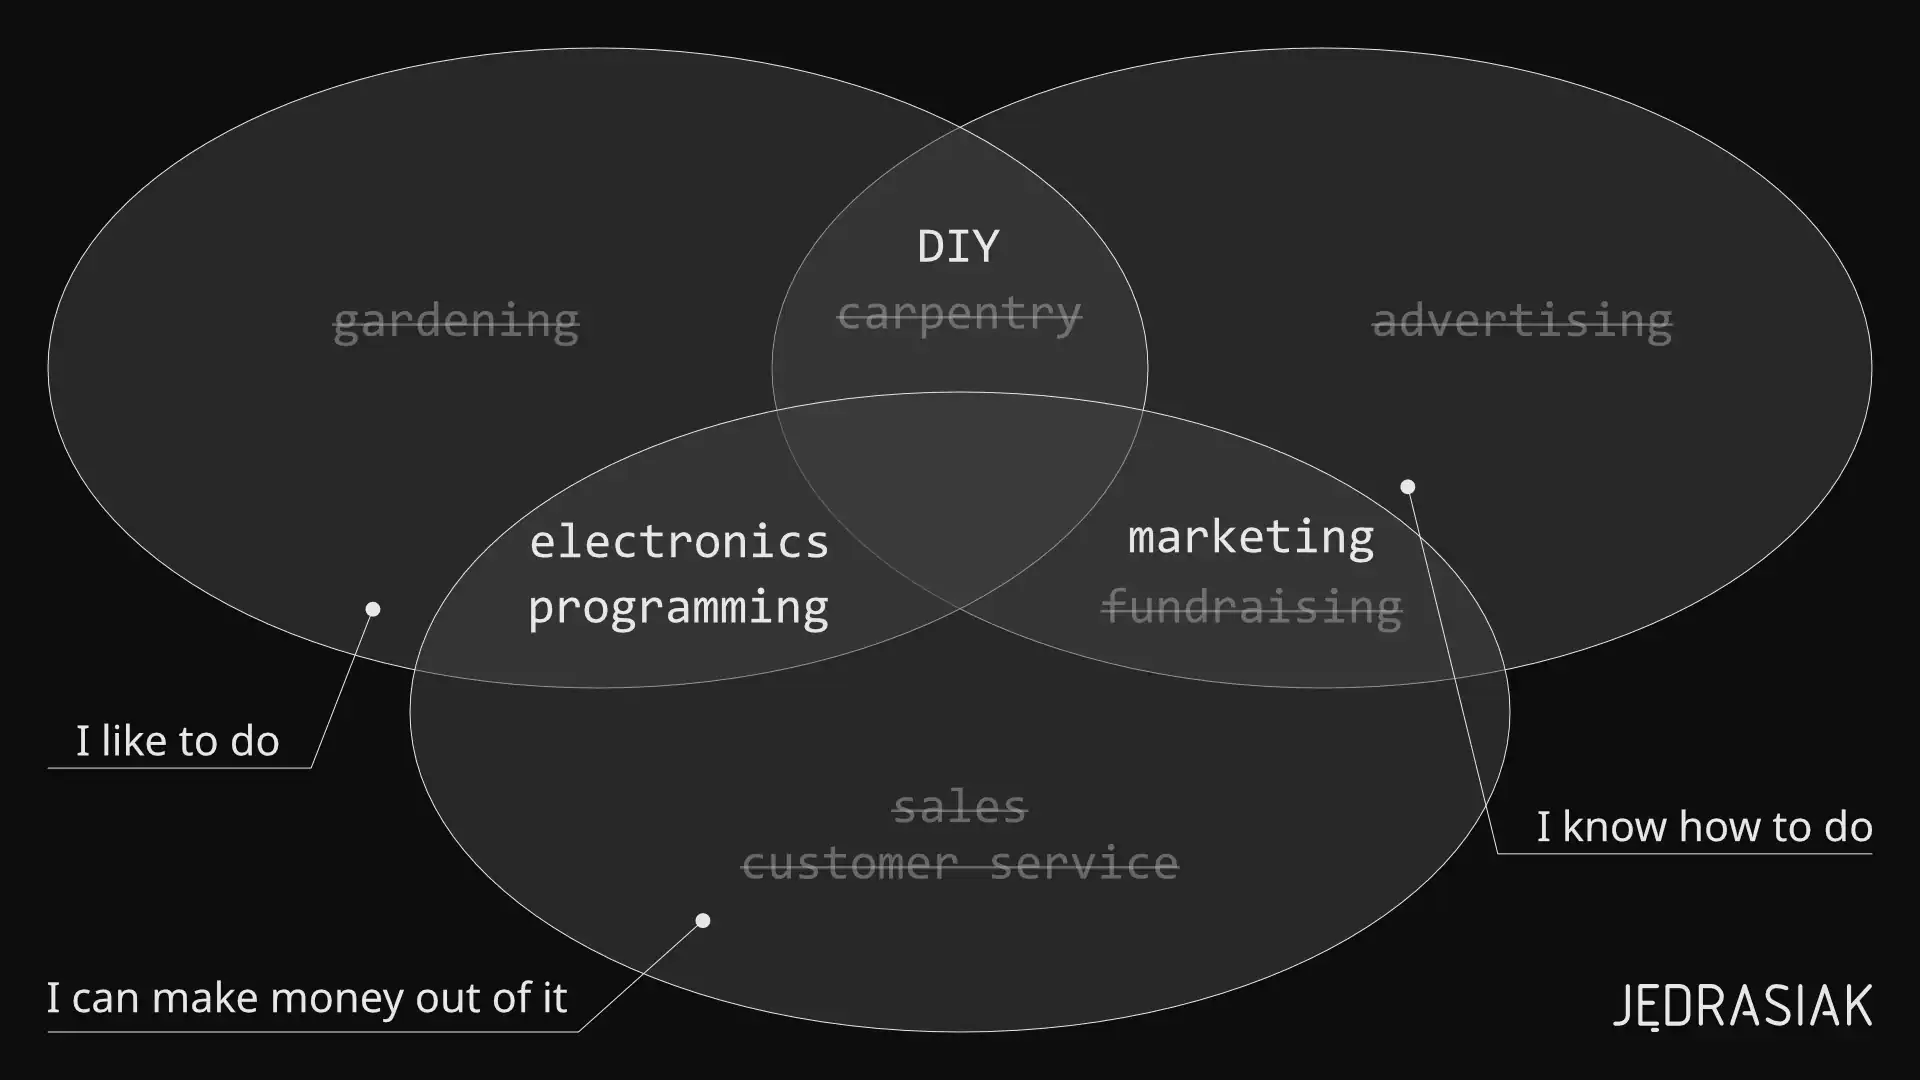 DIY
carpentry
gardening
advertising
electronics
programming
marketing
fundraising
I like to do
sales
customer service
I know how to do
I can make money out of it
JĘDRASIAK